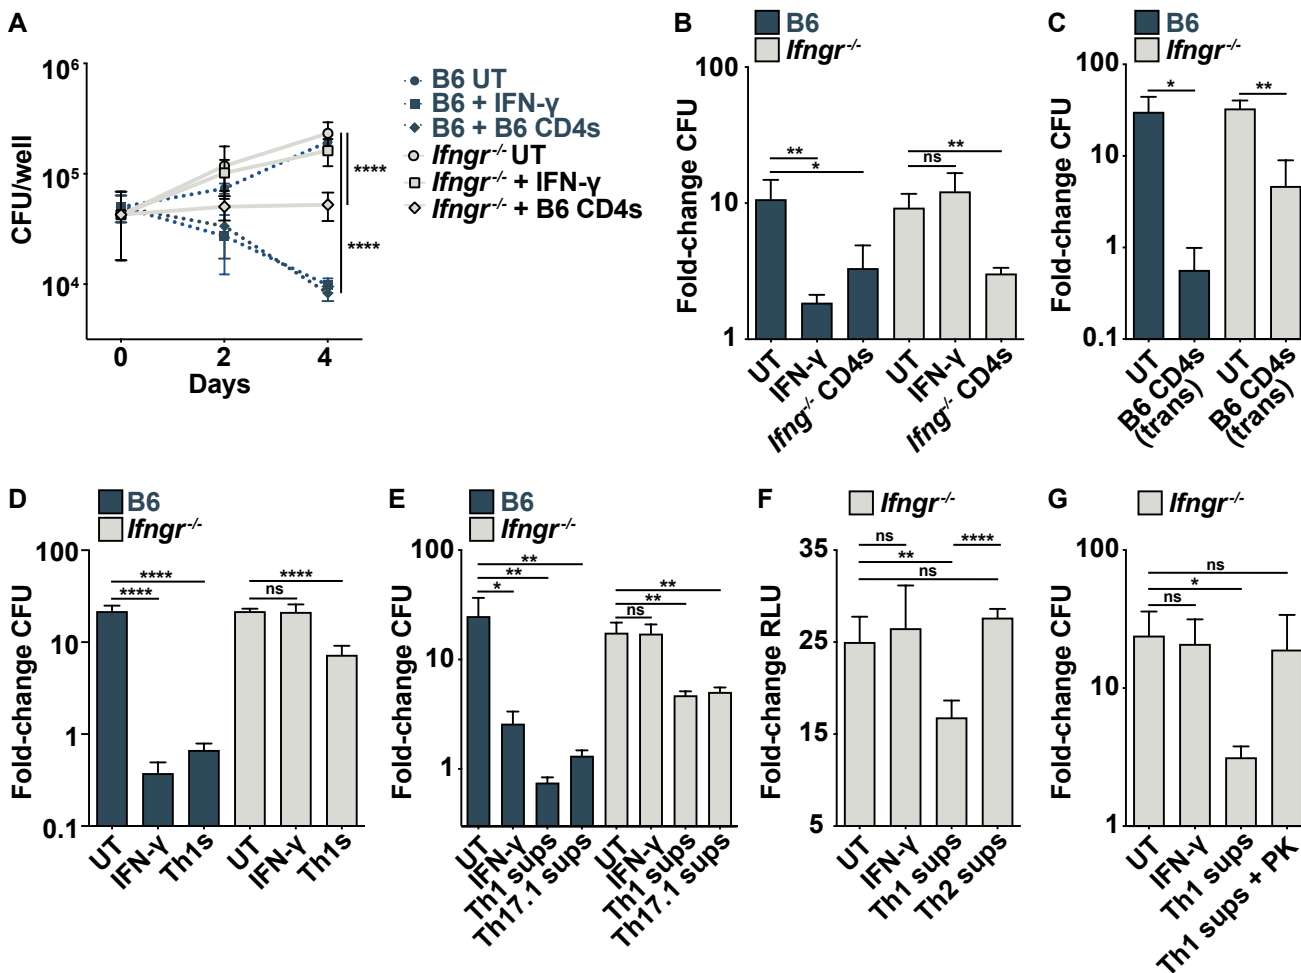 A
10⁶
10⁵
10⁴
CFU/well
0 2 4
Days
B6 UT
B6 + IFN-γ
B6 + B6 CD4s
Ifngr⁻/⁻ UT
Ifngr⁻/⁻ + IFN-γ
Ifngr⁻/⁻ + B6 CD4s
****
****
B
B6
Ifngr⁻/⁻
Fold-change CFU
100
10
1
**
*
**
ns
UT
IFN-γ
Ifng⁻/⁻ CD4s
UT
IFN-γ
Ifng⁻/⁻ CD4s
C
B6
Ifngr⁻/⁻
Fold-change CFU
100
10
1
0.1
*
**
UT
B6 CD4s
(trans)
UT
B6 CD4s
(trans)
D
B6
Ifngr⁻/⁻
Fold-change CFU
100
10
1
0.1
****
****
****
ns
UT
IFN-γ
Th1s
UT
IFN-γ
Th1s
E
B6
Ifngr⁻/⁻
Fold-change CFU
100
10
1
**
**
*
**
**
ns
UT
IFN-γ
Th1 sups
Th17.1 sups
UT
IFN-γ
Th1 sups
Th17.1 sups
F
Ifngr⁻/⁻
Fold-change RLU
35
25
15
5
ns
****
**
ns
UT
IFN-γ
Th1 sups
Th2 sups
G
Ifngr⁻/⁻
Fold-change CFU
100
10
1
ns
*
ns
UT
IFN-γ
Th1 sups
Th1 sups + PK